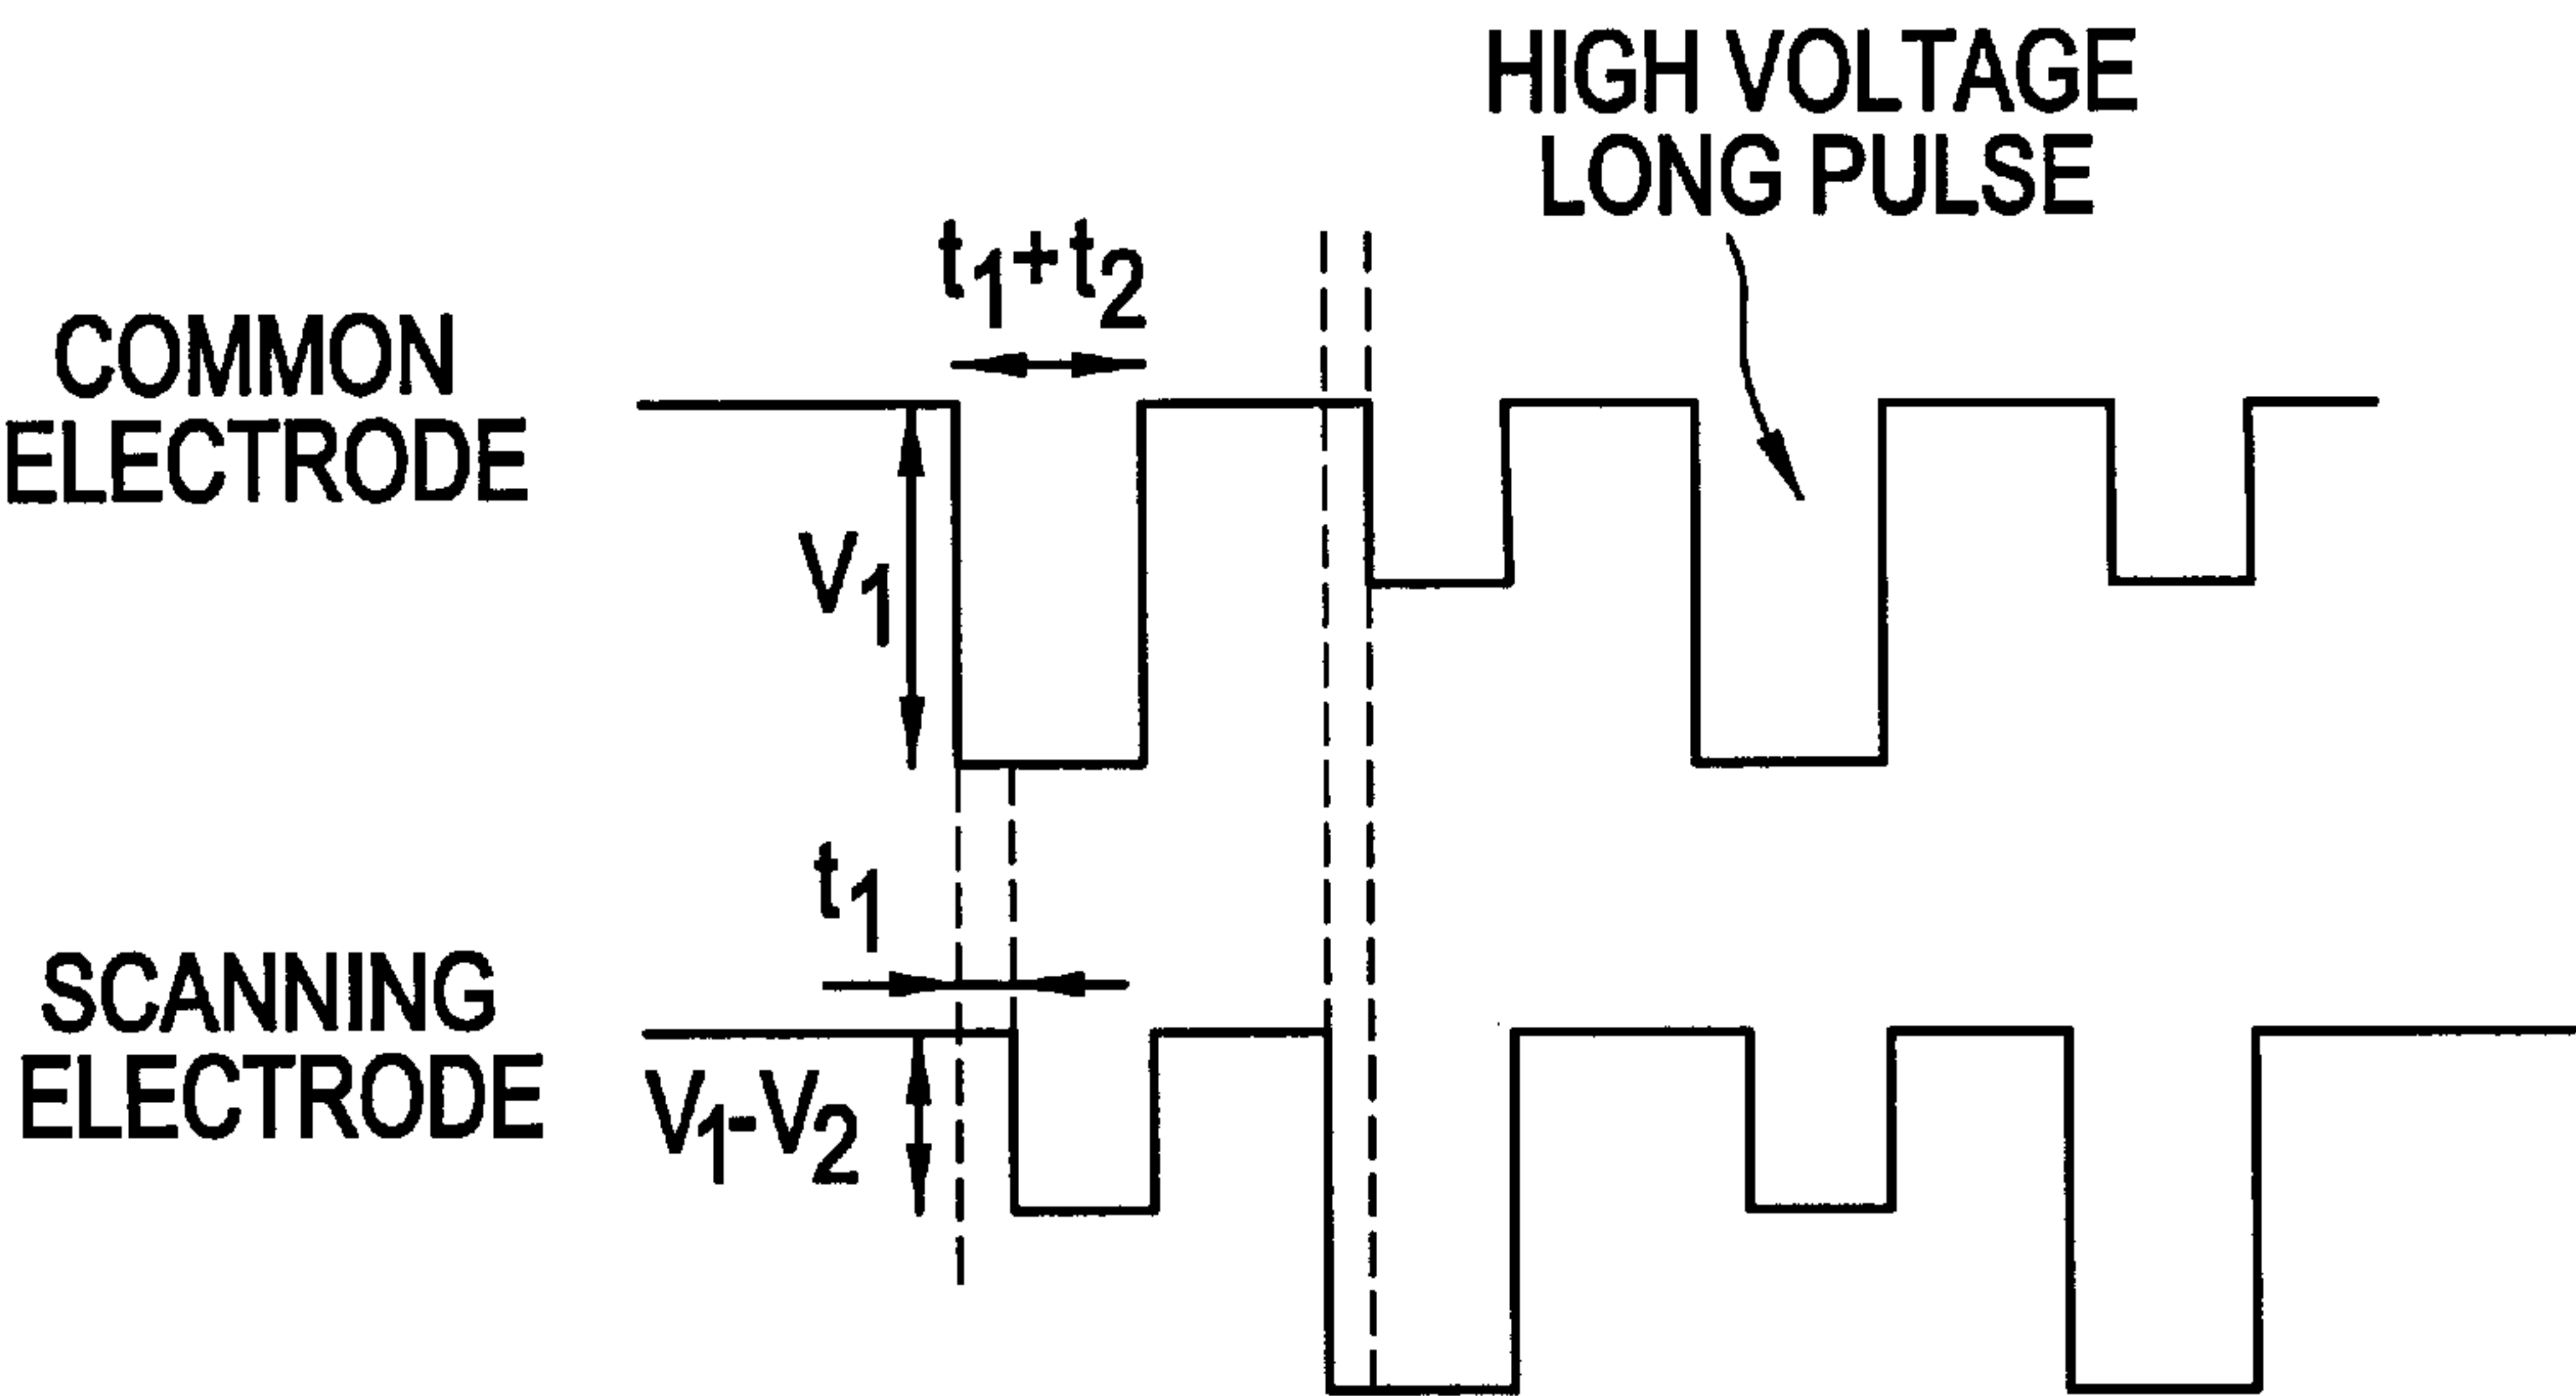 HIGH VOLTAGE
LONG PULSE
t1+t2
COMMON
ELECTRODE
V1
t1
SCANNING
ELECTRODE
V1-V2